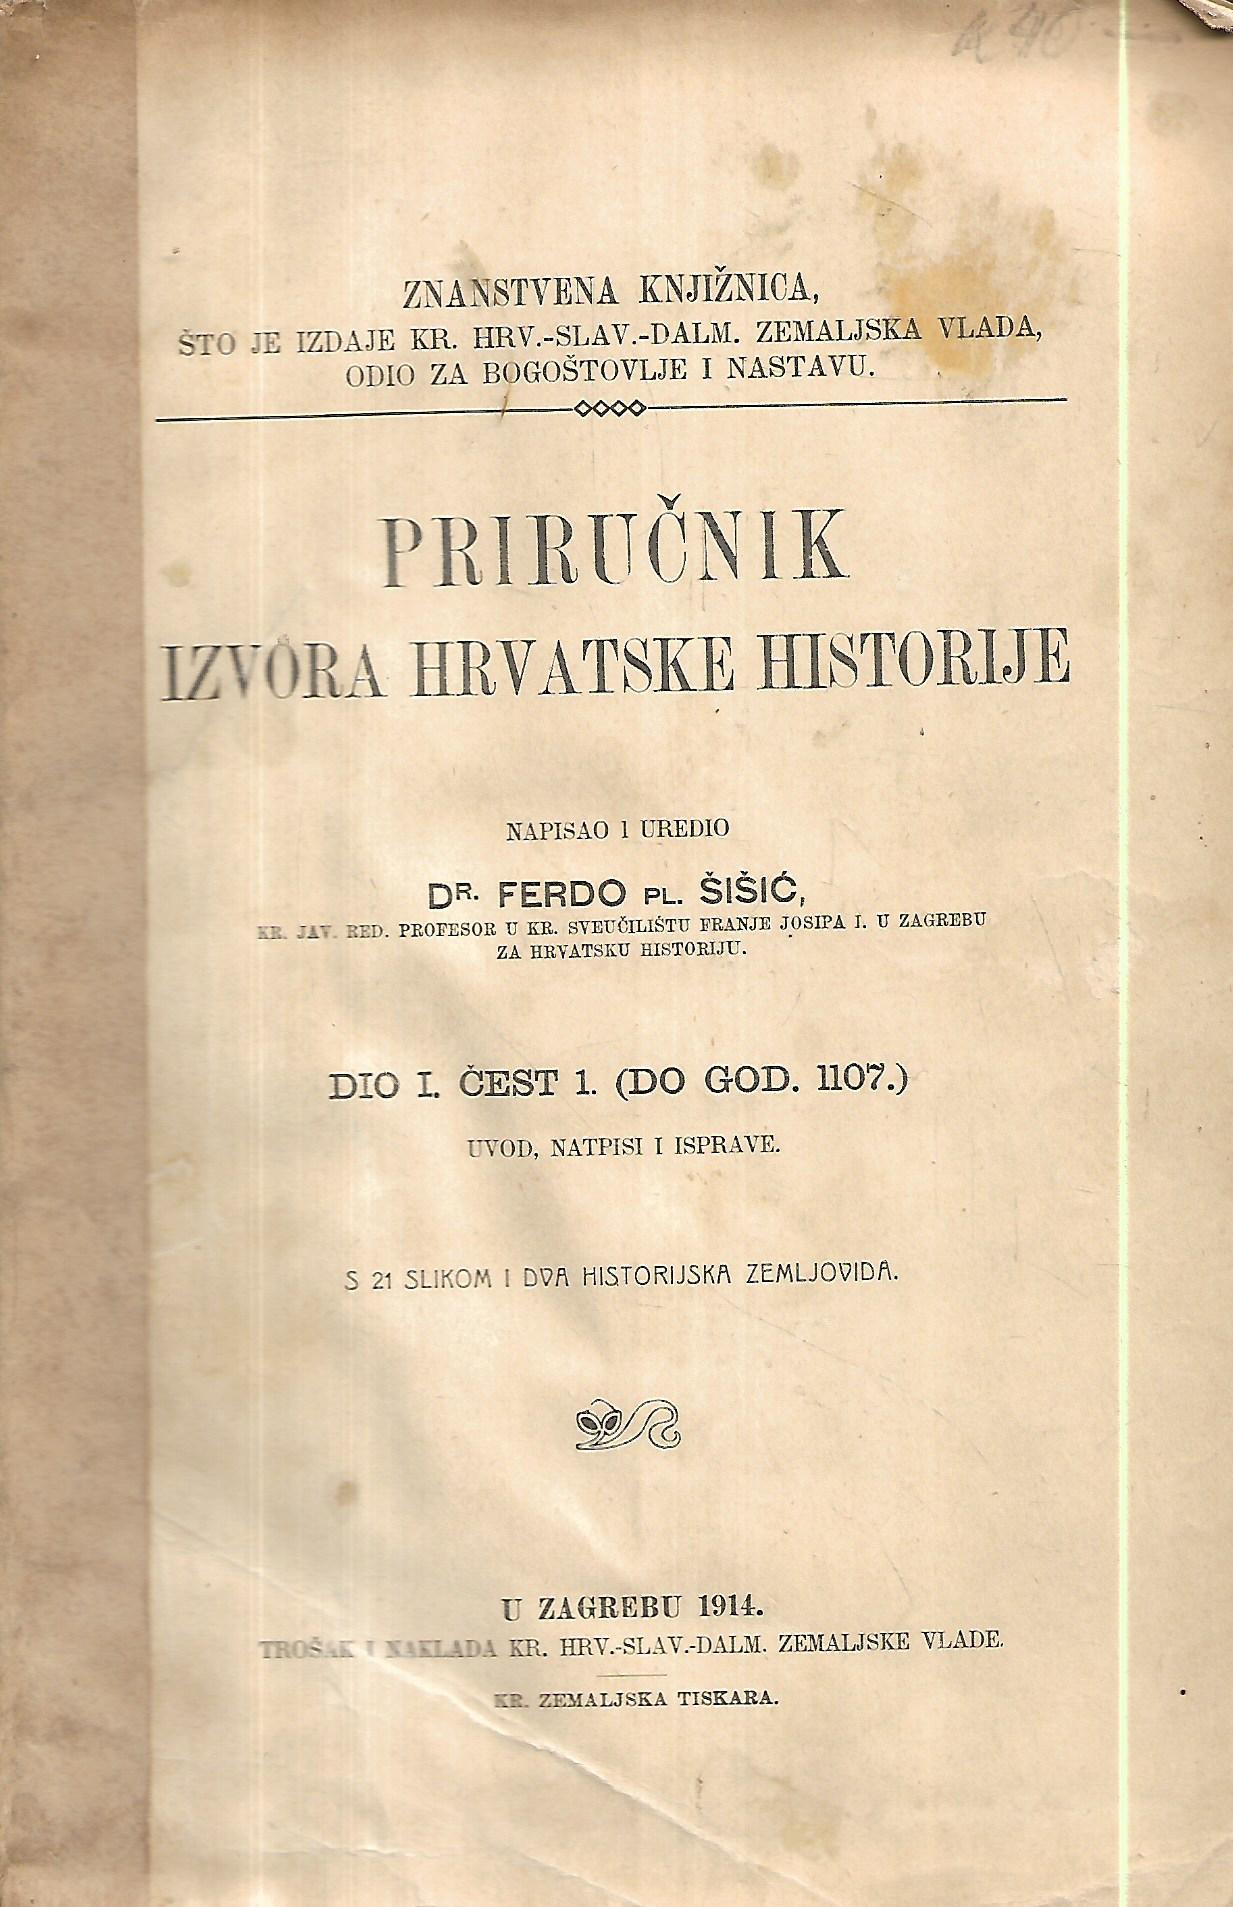 ZNANSTVENA KNJIŽNICA,
ŠTO JE IZDAJE KR. HRV.-SLAV.-DALM. ZEMALJSKA VLADA,
ODIO ZA BOGOŠTOVLJE I NASTAVU.
PRIRUČNIK
IZVORA HRVATSKE HISTORIJE
NAPISAO I UREDIO
DR. FERDO PL. ŠIŠIĆ,
KR. JAV. RED. PROFESOR U KR. SVEUČILIŠTU FRANJE JOSIPA I. U ZAGREBU
ZA HRVATSKU HISTORIJU.
DIO I. ČEST 1. (DO GOD. 1107.)
UVOD, NATPISI I ISPRAVE.
S 21 SLIKOM I DVA HISTORIJSKA ZEMLJOVIDA.
U ZAGREBU 1914.
TROŠAK I NAKLADA KR. HRV.-SLAV.-DALM. ZEMALJSKE VLADE.
KR. ZEMALJSKA TISKARA.